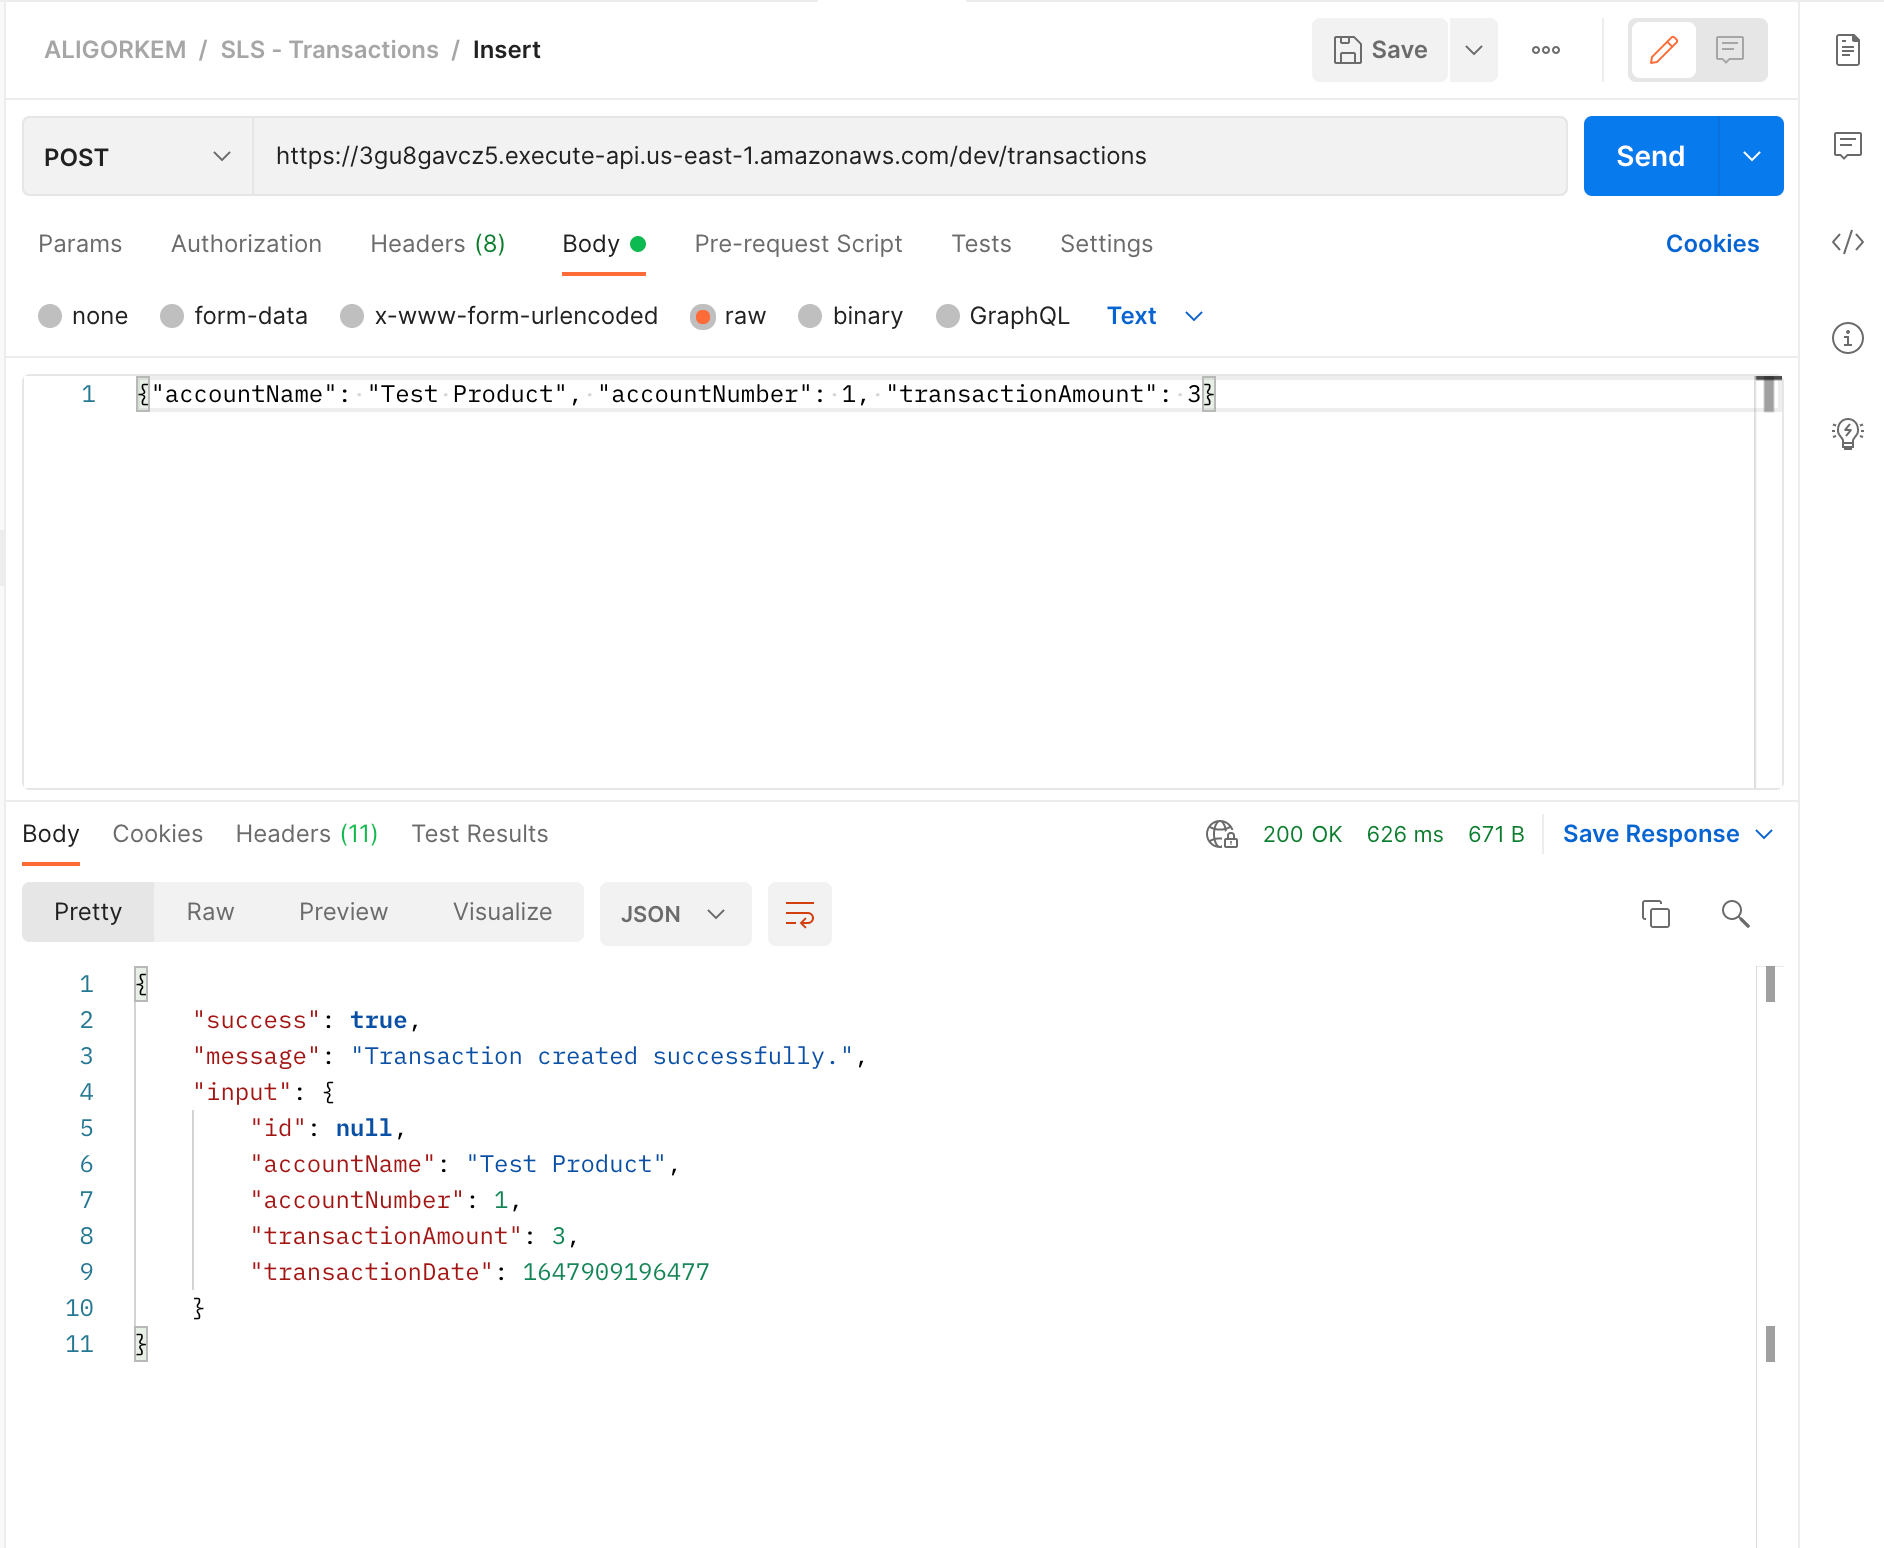 ALIGORKEM / SLS - Transactions / Insert
Save
POST
https://3gu8gavcz5.execute-api.us-east-1.amazonaws.com/dev/transactions
Send
Params Authorization Headers (8) Body Pre-request Script Tests Settings Cookies
none form-data x-www-form-urlencoded raw binary GraphQL Text
1 {"accountName": "Test Product", "accountNumber": 1, "transactionAmount": 3}
Body Cookies Headers (11) Test Results 200 OK 626 ms 671 B Save Response
Pretty Raw Preview Visualize JSON
1 {
2 "success": true,
3 "message": "Transaction created successfully.",
4 "input": {
5 "id": null,
6 "accountName": "Test Product",
7 "accountNumber": 1,
8 "transactionAmount": 3,
9 "transactionDate": 1647909196477
10 }
11 }